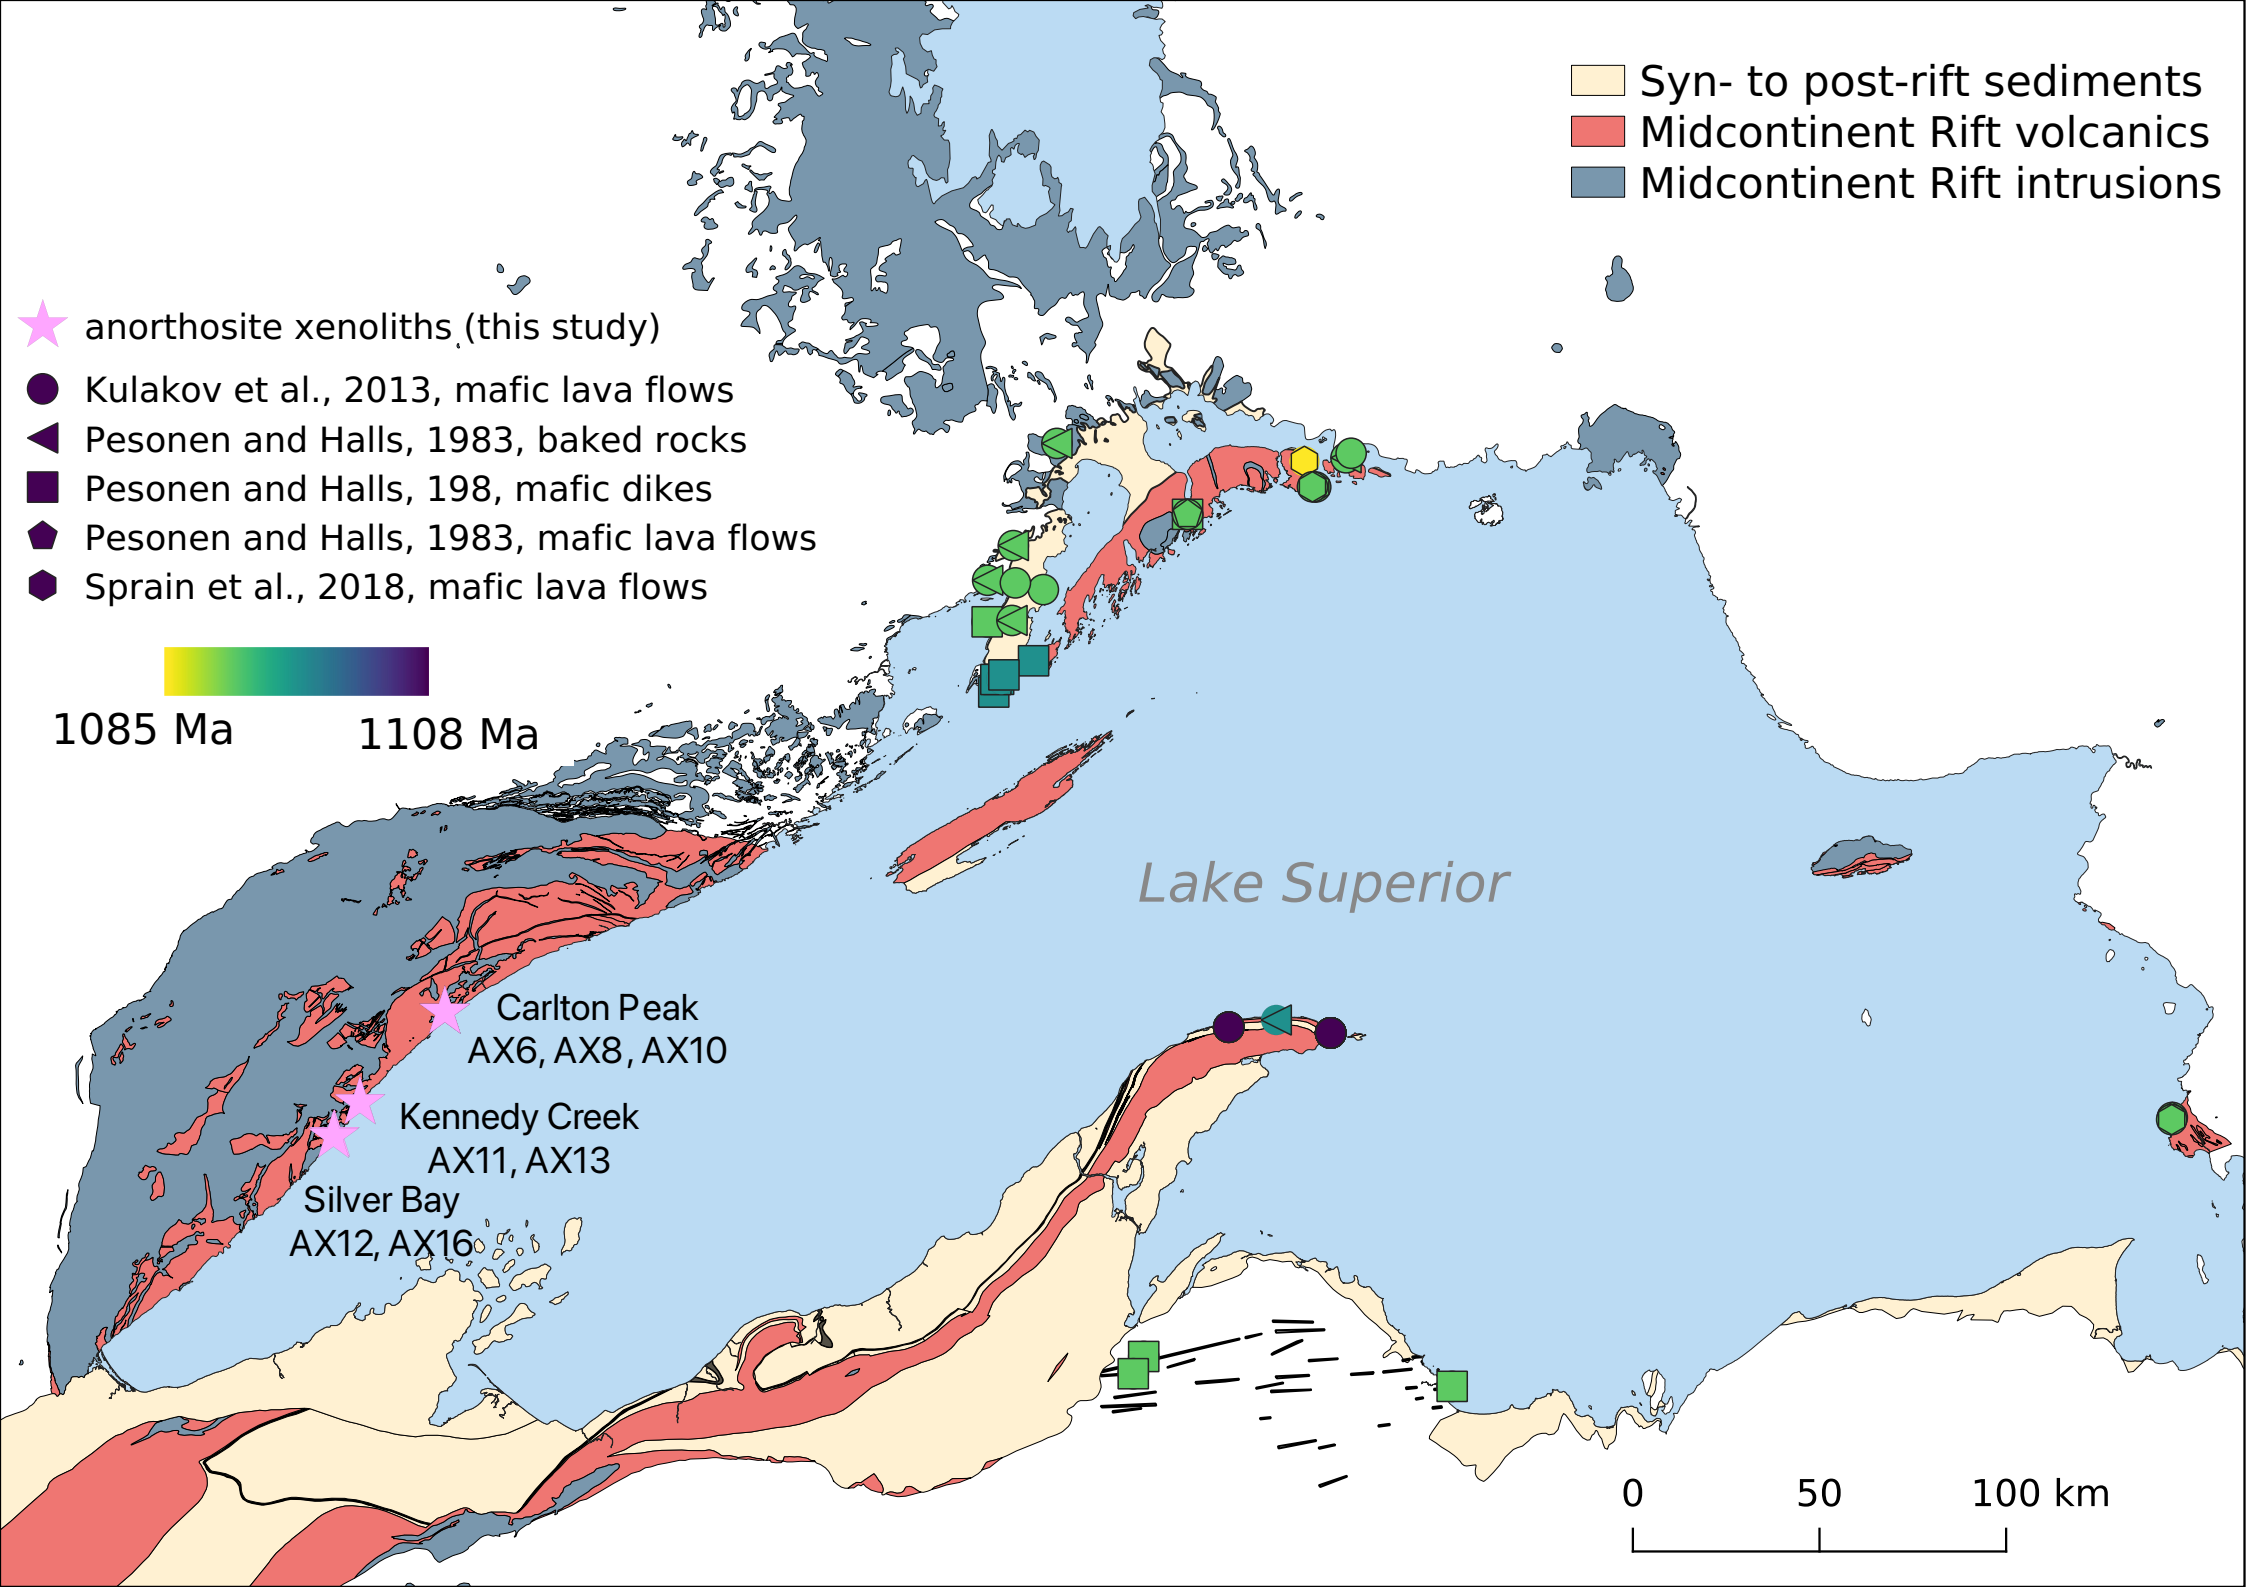 Syn- to post-rift sediments
Midcontinent Rift volcanics
Midcontinent Rift intrusions
anorthosite xenoliths (this study)
Kulakov et al., 2013, mafic lava flows
Pesonen and Halls, 1983, baked rocks
Pesonen and Halls, 198, mafic dikes
Pesonen and Halls, 1983, mafic lava flows
Sprain et al., 2018, mafic lava flows
1085 Ma
1108 Ma
Lake Superior
Carlton Peak
AX6, AX8, AX10
Kennedy Creek
AX11, AX13
Silver Bay
AX12, AX16
0 50 100 km